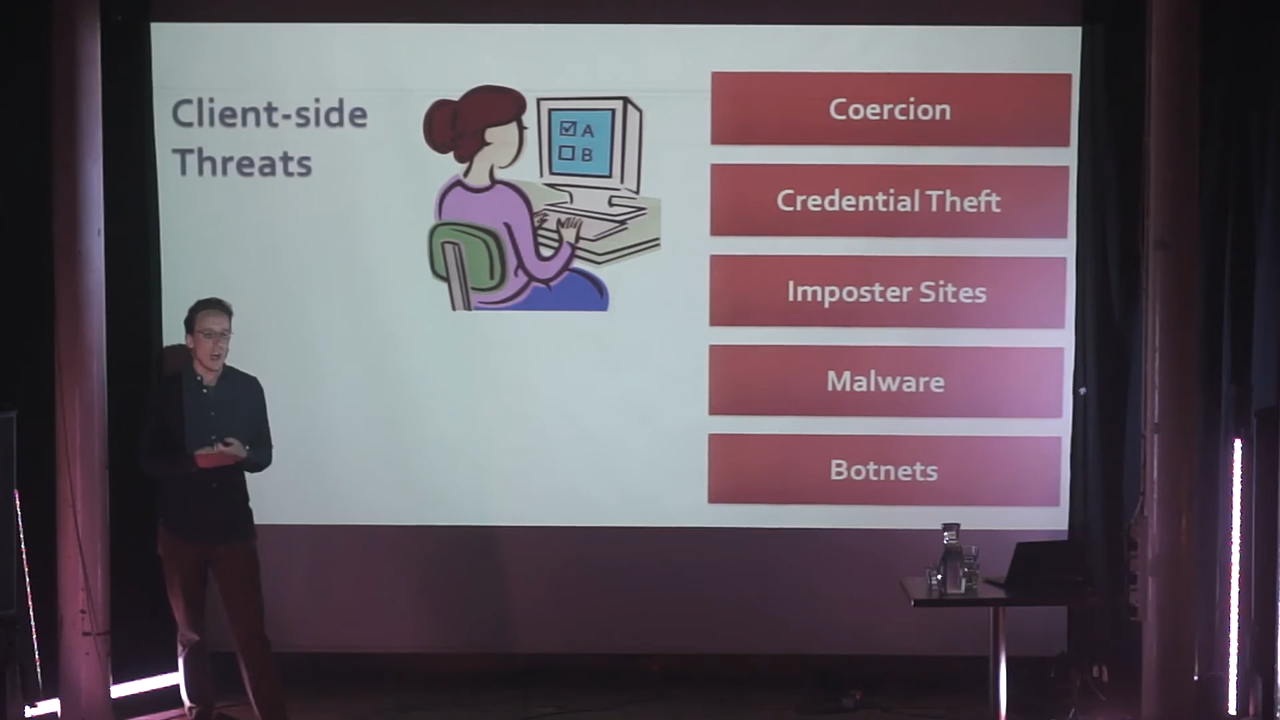 Client-side
Threats
A
B
Coercion
Credential Theft
Imposter Sites
Malware
Botnets